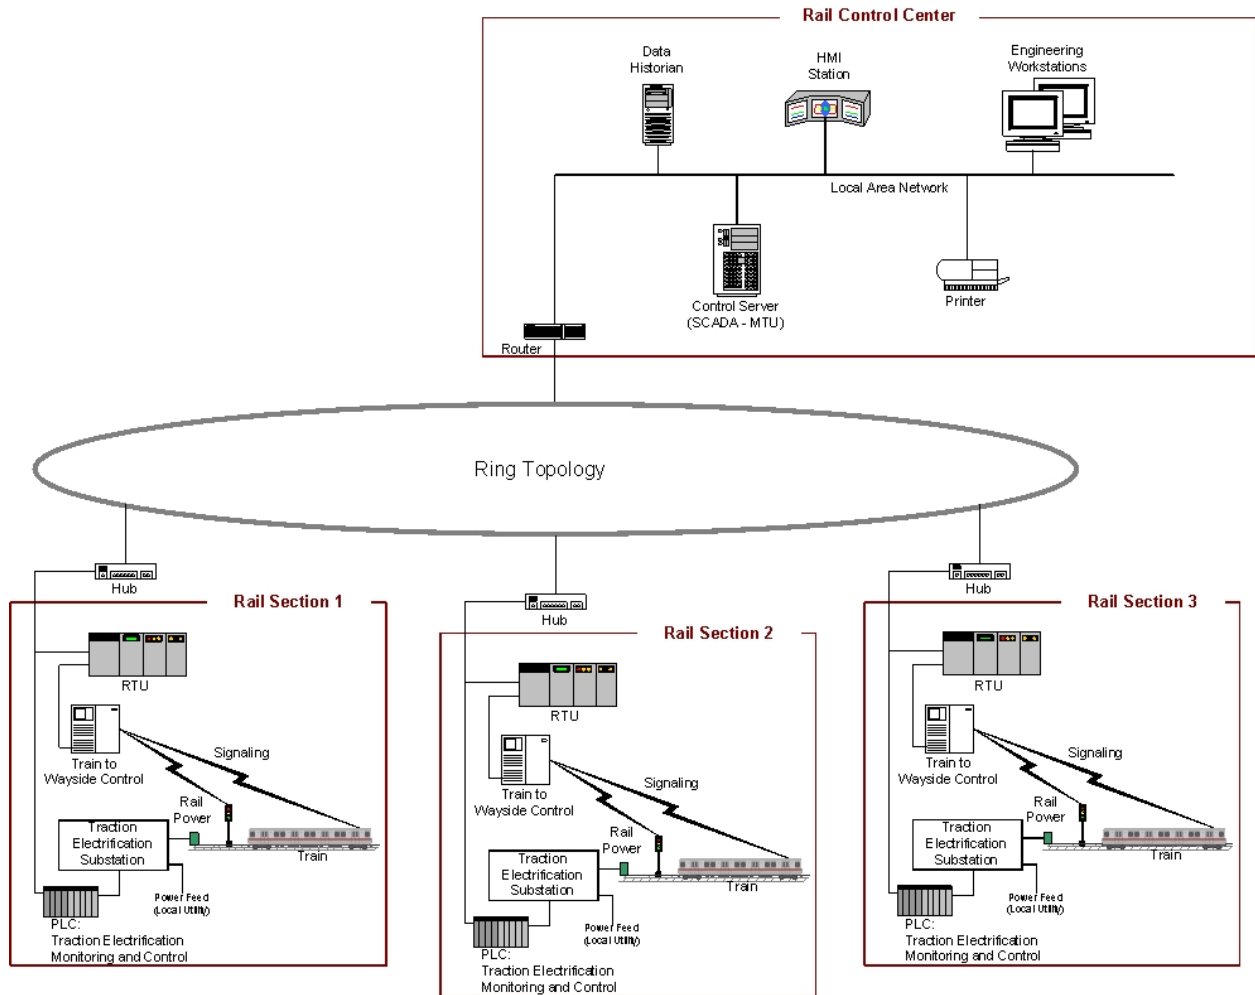 Rail Control Center
Data
Historian
HMI
Station
Engineering
Workstations
Local Area Network
Control Server
(SCADA - MTU)
Printer
Router
Ring Topology
Hub
Rail Section 1
RTU
Train to
Wayside Control
Signaling
Rail
Power
Traction
Electrification
Substation
Train
Power Feed
(Local Utility)
PLC:
Traction Electrification
Monitoring and Control
Hub
Rail Section 2
RTU
Train to
Wayside Control
Signaling
Rail
Power
Traction
Electrification
Substation
Train
Power Feed
(Local Utility)
PLC:
Traction Electrification
Monitoring and Control
Hub
Rail Section 3
RTU
Train to
Wayside Control
Signaling
Rail
Power
Traction
Electrification
Substation
Train
Power Feed
(Local Utility)
PLC:
Traction Electrification
Monitoring and Control